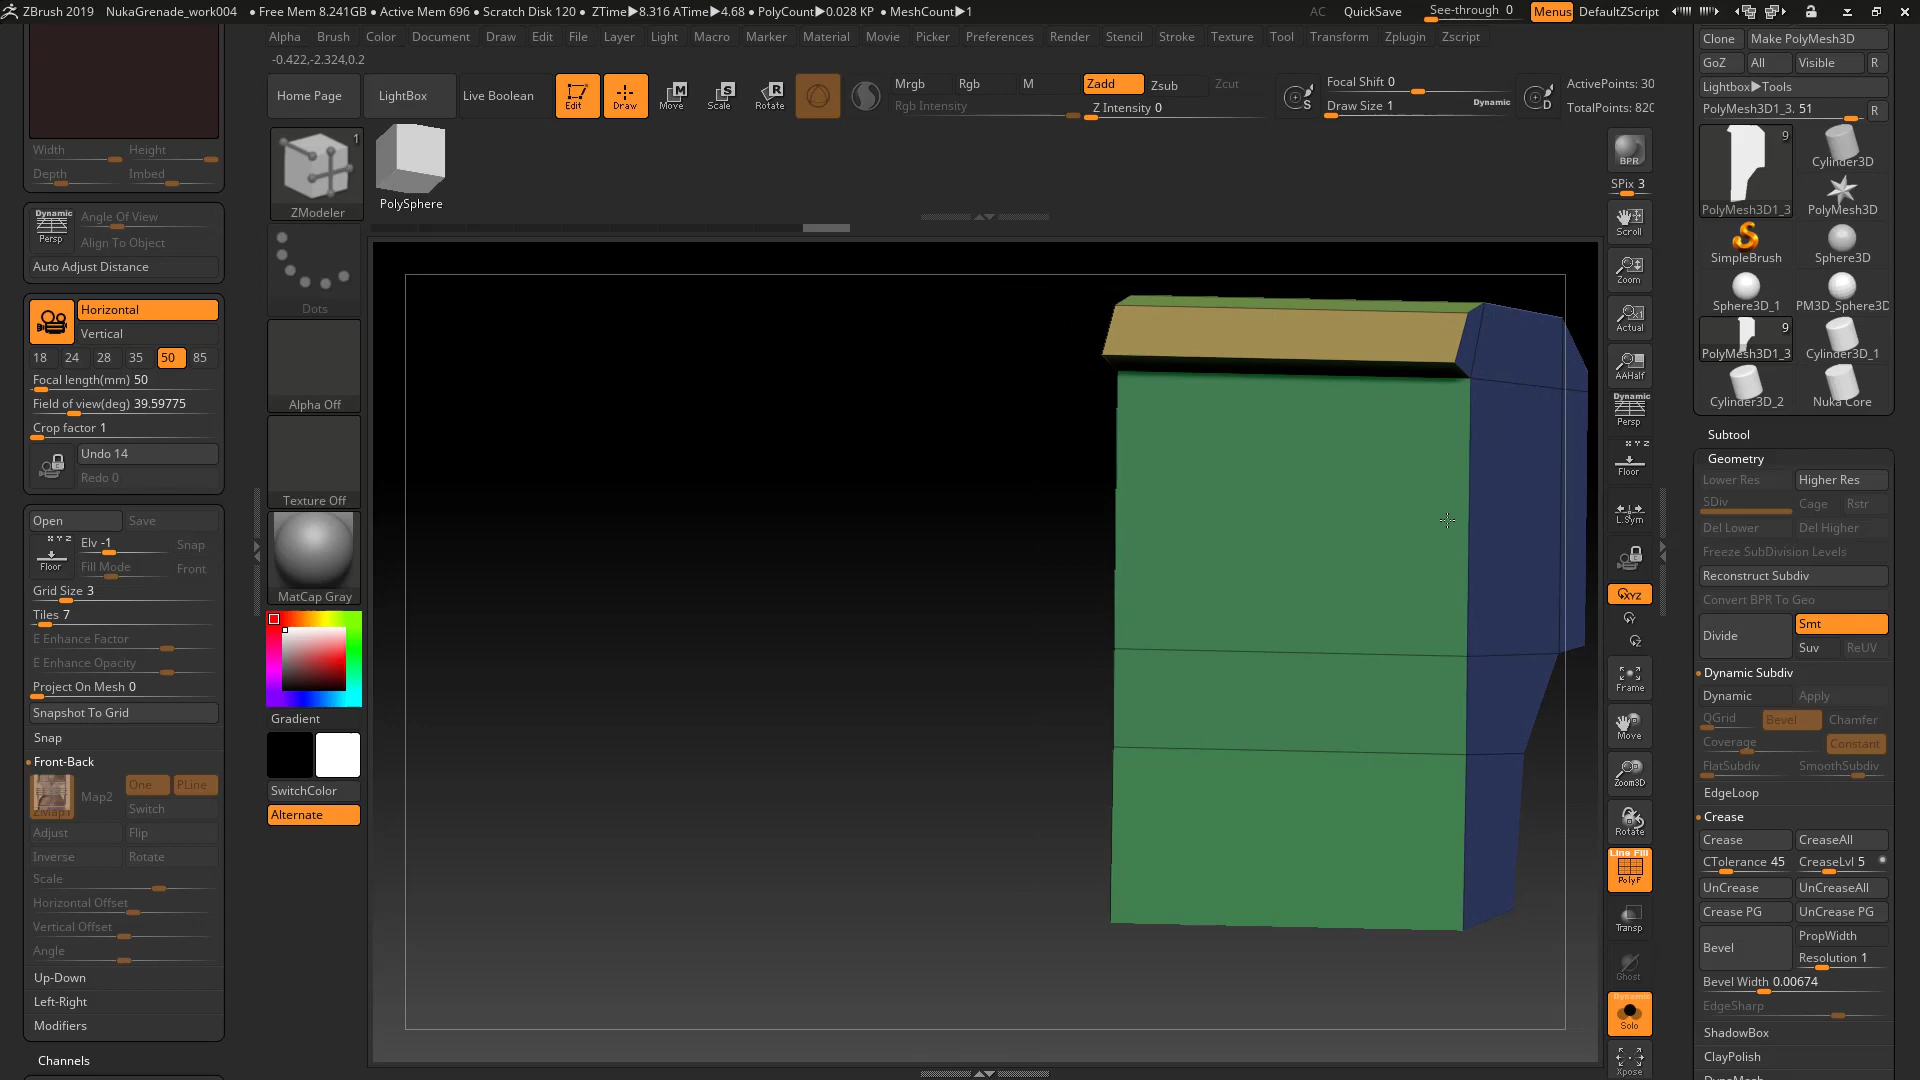 ZBrush 2019 NukaGrenade_work004 • Free Mem 8.241GB • Active Mem 696 • Scratch Disk 120 • ZTime▶8.316 ATime▶4.68 • PolyCount▶0.028 KP • MeshCount▶1 AC QuickSave See-through 0 Menus DefaultZScript
Alpha Brush Color Document Draw Edit File Layer Light Macro Marker Material Movie Picker Preferences Render Stencil Stroke Texture Tool Transform Zplugin Zscript
-0.422,-2.324,0.2
Home Page LightBox Live Boolean Edit Draw Move Scale Rotate
Mrgb Rgb M Zadd Zsub Zcut
Rgb Intensity Z Intensity 0
S Focal Shift 0
Draw Size 1 Dynamic
D ActivePoints: 30
TotalPoints: 820
Width Height
Depth Imbed
Dynamic
Persp
Angle Of View
Align To Object
Auto Adjust Distance
Horizontal
Vertical
18 24 28 35 50 85
Focal length(mm) 50
Field of view(deg) 39.59775
Crop factor 1
Undo 14
Redo 0
Open Save
X Y Z
Floor
Elv -1 Snap
Fill Mode Front
Grid Size 3
Tiles 7
E Enhance Factor
E Enhance Opacity
Project On Mesh 0
Snapshot To Grid
Snap
Front-Back
ZMap1
Map2
One PLine
Switch
Adjust Flip
Inverse Rotate
Scale
Horizontal Offset
Vertical Offset
Angle
Up-Down
Left-Right
Modifiers
Channels
1
ZModeler
PolySphere
Dots
Alpha Off
Texture Off
MatCap Gray
Gradient
SwitchColor
Alternate
BPR
SPix 3
Scroll
Zoom
Actual
AAHalf
Dynamic
Persp
X Y Z
Floor
L.Sym
XYZ
Y
Z
Frame
Move
Zoom3D
Rotate
Line Fill
PolyF
Transp
Ghost
Dynamic
Solo
Xpose
Clone Make PolyMesh3D
GoZ All Visible R
Lightbox▶Tools
PolyMesh3D1_3. 51 R
9
PolyMesh3D1_3
Cylinder3D
PolyMesh3D
SimpleBrush Sphere3D
Sphere3D_1 PM3D_Sphere3D
9
PolyMesh3D1_3 Cylinder3D_1
Cylinder3D_2 Nuka Core
Subtool
Geometry
Lower Res Higher Res
SDiv Cage Rstr
Del Lower Del Higher
Freeze SubDivision Levels
Reconstruct Subdiv
Convert BPR To Geo
Divide Smt
Suv ReUV
Dynamic Subdiv
Dynamic Apply
QGrid Bevel Chamfer
Coverage Constant
FlatSubdiv SmoothSubdiv
EdgeLoop
Crease
Crease CreaseAll
CTolerance 45 CreaseLvl 5
UnCrease UnCreaseAll
Crease PG UnCrease PG
Bevel PropWidth
Resolution 1
Bevel Width 0.00674
EdgeSharp
ShadowBox
ClayPolish